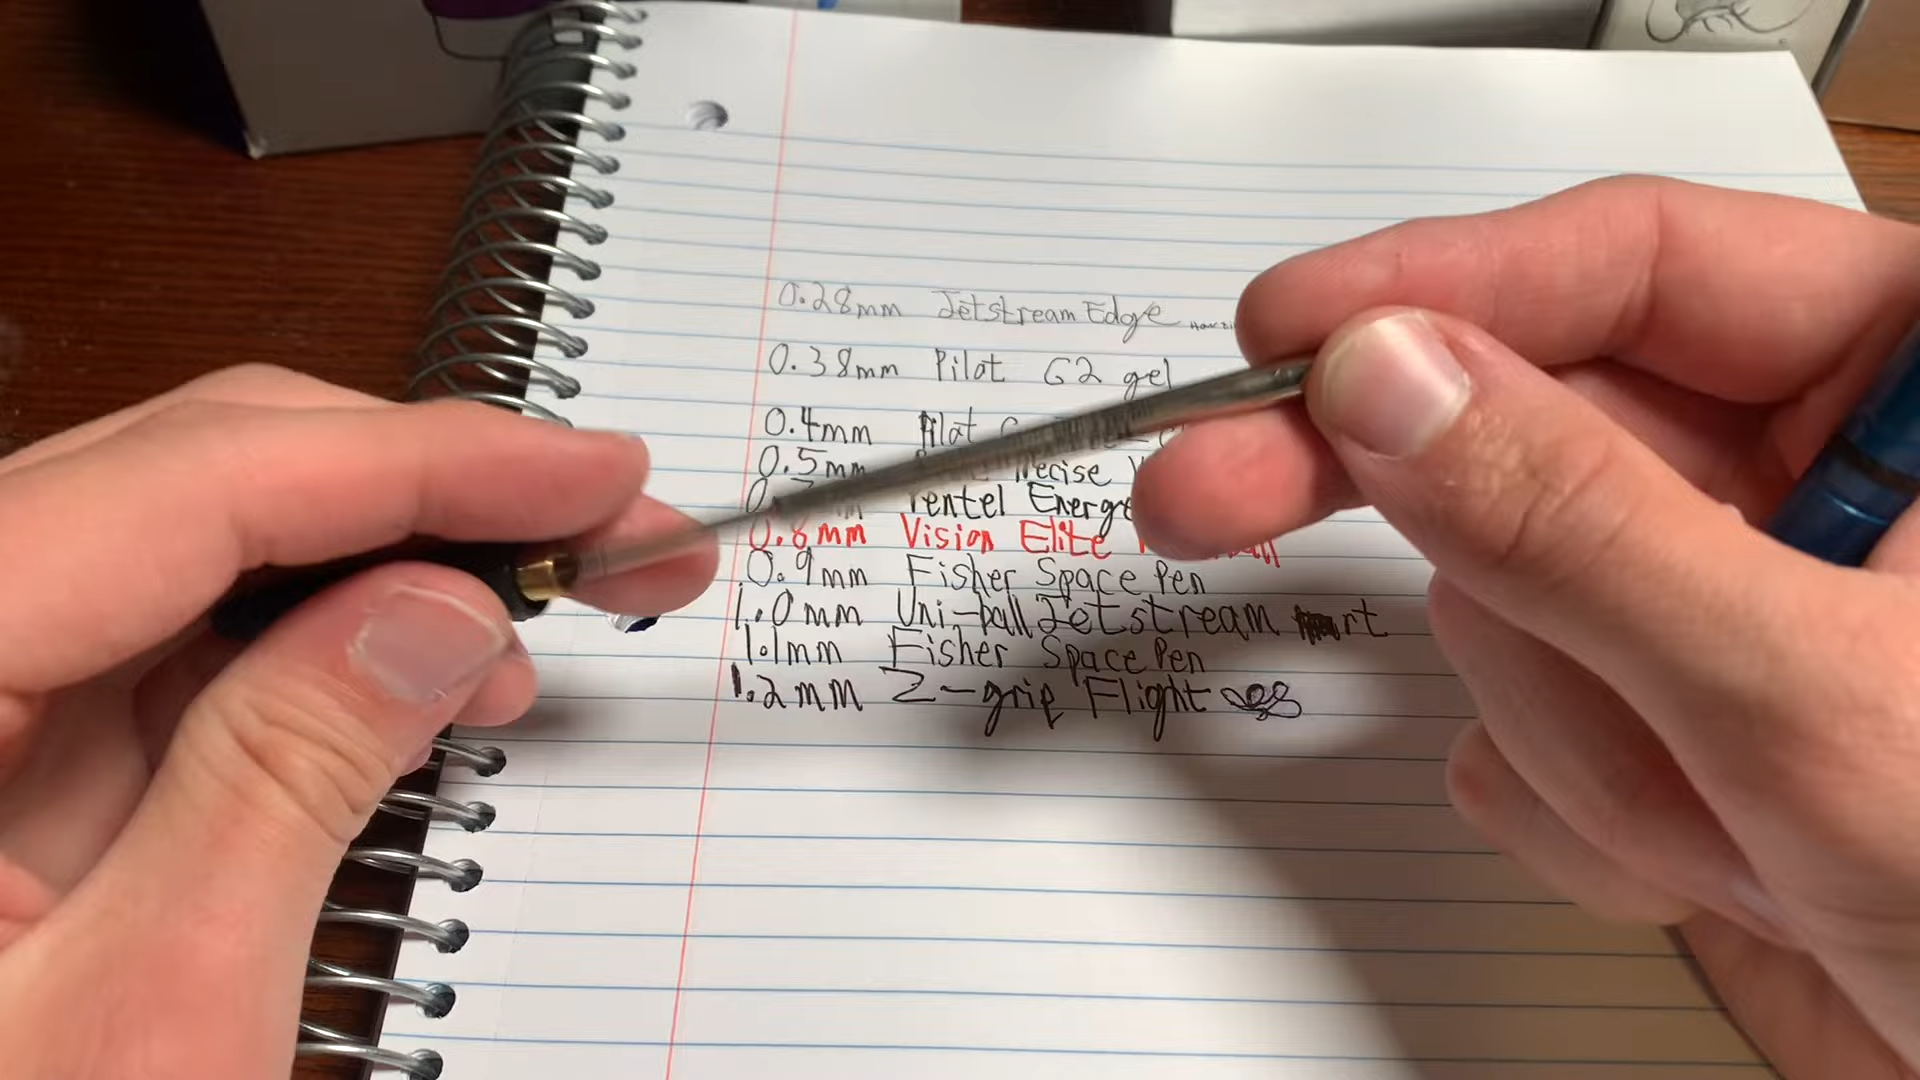 0.28mm Jetstream Edge
0.38mm Pilot G2 gel
0.4mm Pilot
0.5mm Precise
Pentel Energe
0.8mm Vision Elite
0.9mm Fisher Space Pen
1.0mm Uni-ball Jetstream
1.1mm Fisher Space Pen
1.2mm Z-grip Flight